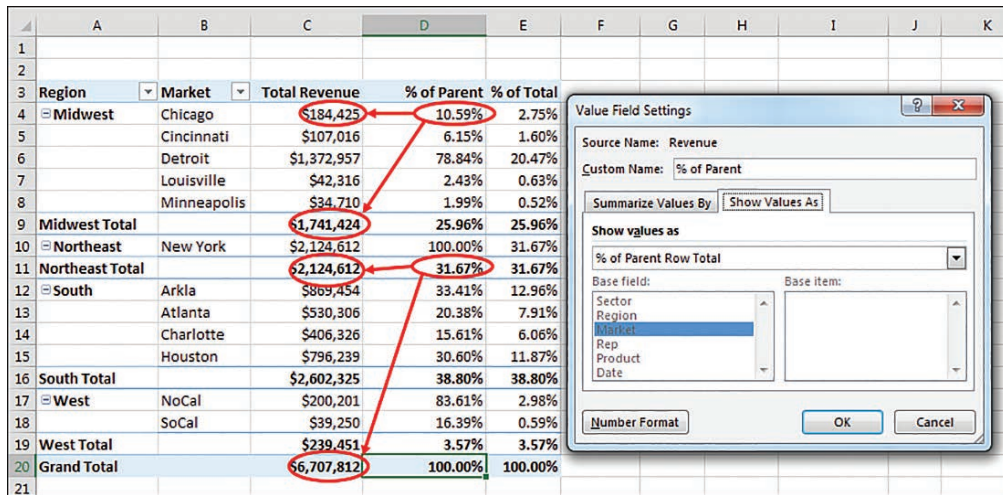 A B C D E F G H I J K
1
2
3 Region Market Total Revenue % of Parent % of Total
4 Midwest Chicago $184,425 10.59% 2.75%
5 Cincinnati $107,016 6.15% 1.60%
6 Detroit $1,372,957 78.84% 20.47%
7 Louisville $42,316 2.43% 0.63%
8 Minneapolis $34,710 1.99% 0.52%
9 Midwest Total $1,741,424 25.96% 25.96%
10 Northeast New York $2,124,612 100.00% 31.67%
11 Northeast Total $2,124,612 31.67% 31.67%
12 South Arkla $869,454 33.41% 12.96%
13 Atlanta $530,306 20.38% 7.91%
14 Charlotte $406,326 15.61% 6.06%
15 Houston $796,239 30.60% 11.87%
16 South Total $2,602,325 38.80% 38.80%
17 West NoCal $200,201 83.61% 2.98%
18 SoCal $39,250 16.39% 0.59%
19 West Total $239,451 3.57% 3.57%
20 Grand Total $6,707,812 100.00% 100.00%
21
Value Field Settings
Source Name: Revenue
Custom Name: % of Parent
Summarize Values By Show Values As
Show values as
% of Parent Row Total
Base field: Base item:
Sector
Region
Market
Rep
Product
Date
Number Format OK Cancel